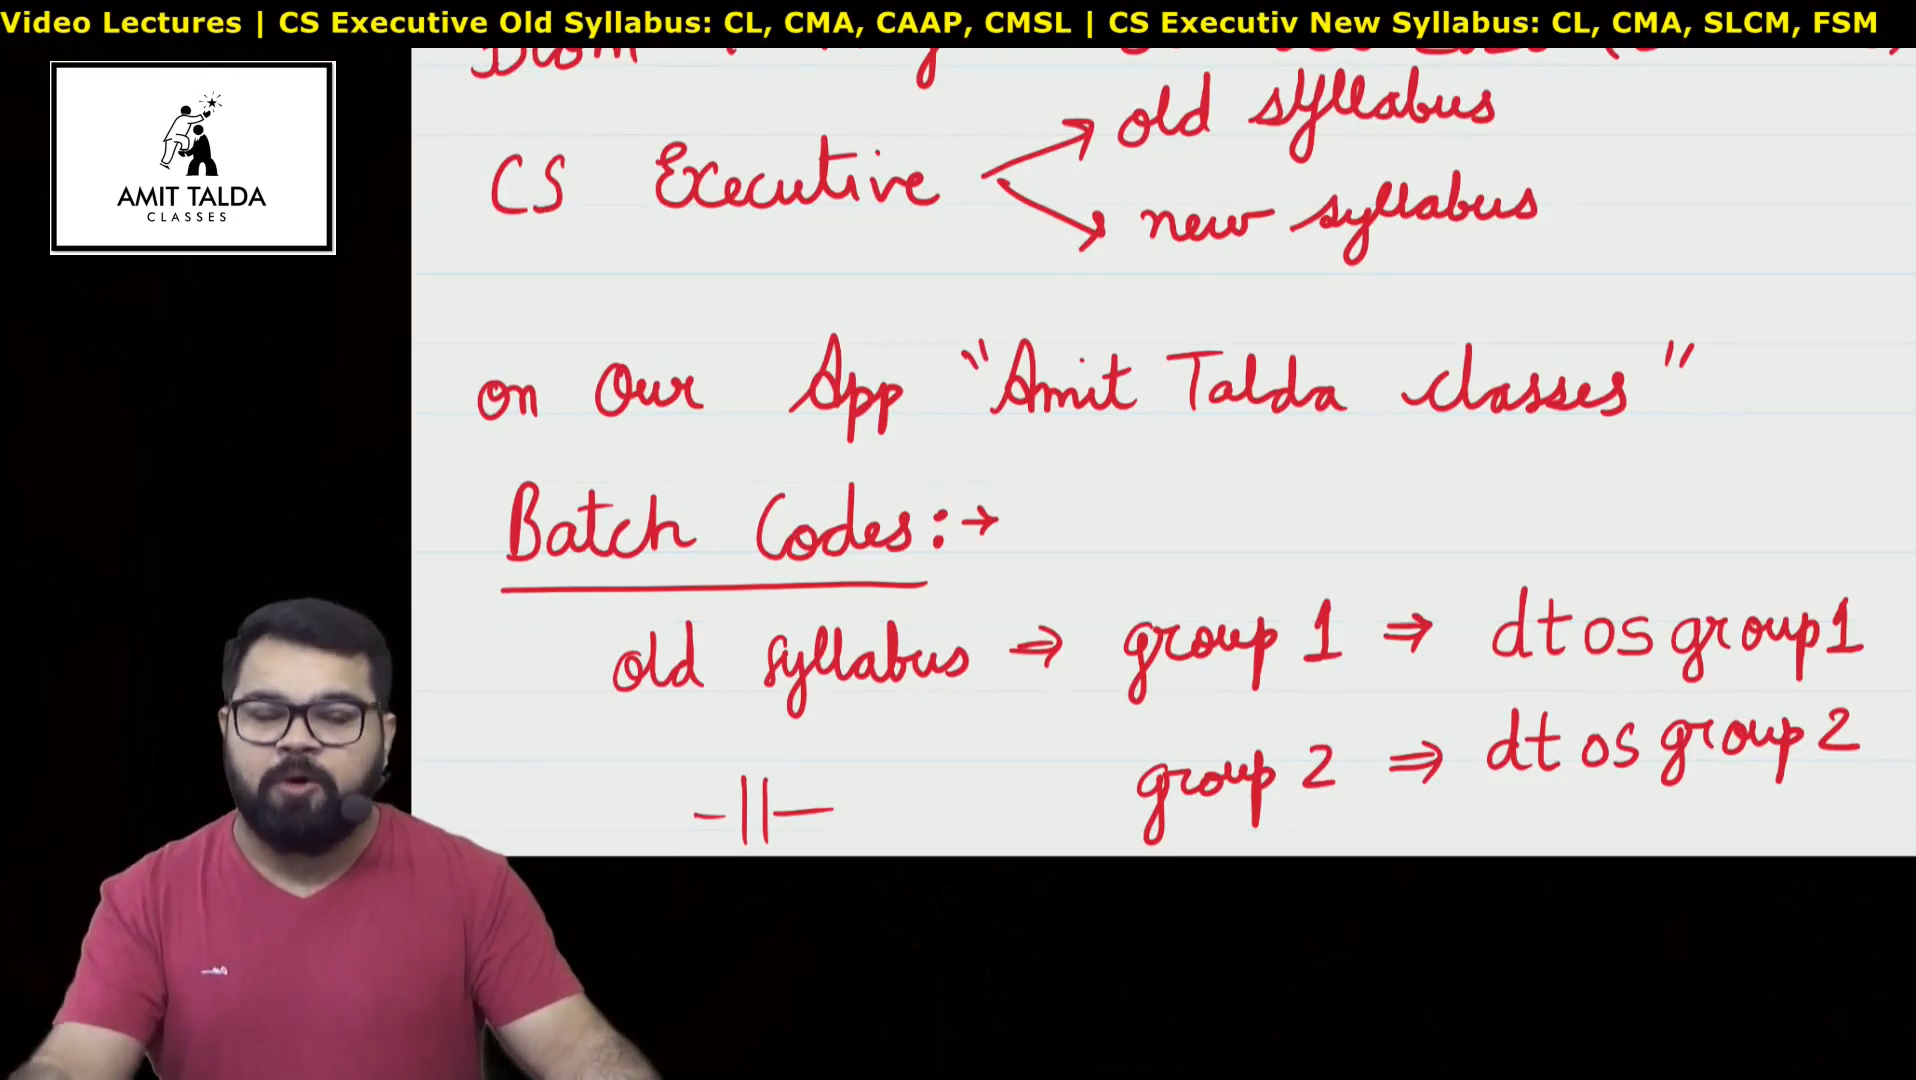 Video Lectures | CS Executive Old Syllabus: CL, CMA, CAAP, CMSL | CS Executiv New Syllabus: CL, CMA, SLCM, FSM
AMIT TALDA
CLASSES
old syllabus
CS Executive
new syllabus
on Our App "Amit Talda classes"
Batch Codes:→
old syllabus ⇒ group 1 ⇒ dtosgroup1
-||- group 2 ⇒ dtosgroup2